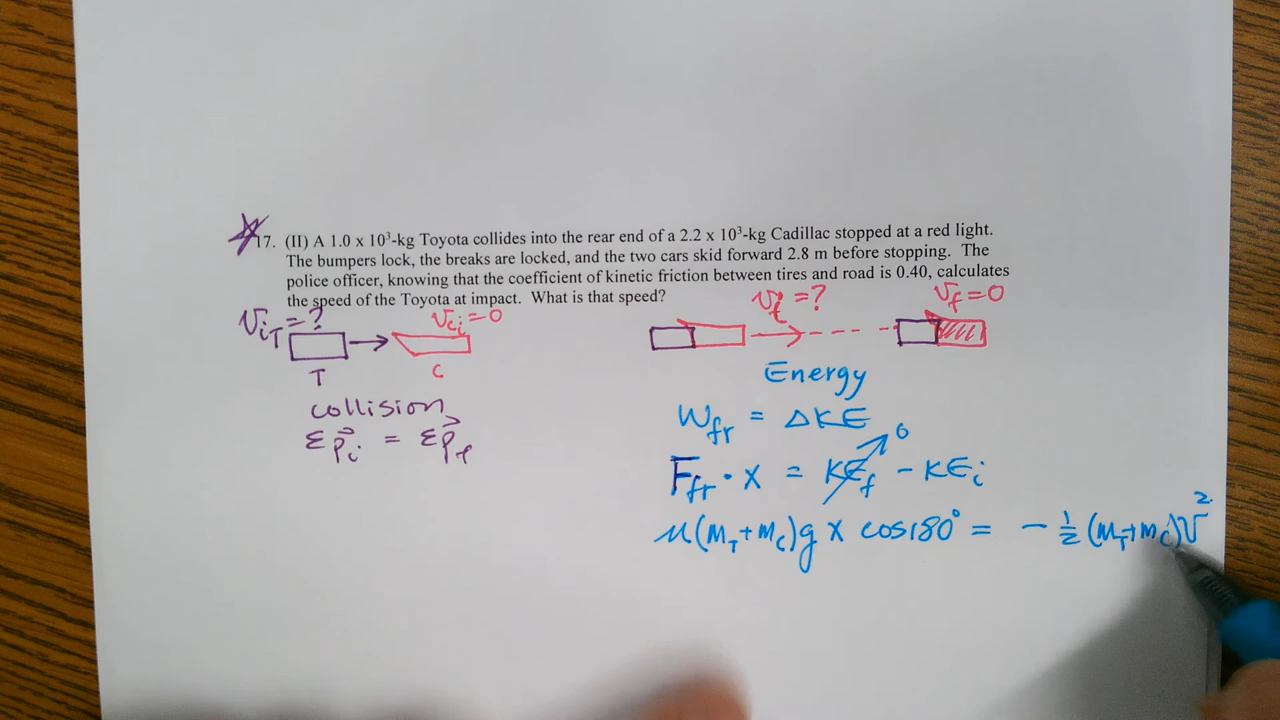 17. (II) A 1.0 x 10³-kg Toyota collides into the rear end of a 2.2 x 10³-kg Cadillac stopped at a red light.
The bumpers lock, the breaks are locked, and the two cars skid forward 2.8 m before stopping. The
police officer, knowing that the coefficient of kinetic friction between tires and road is 0.40, calculates
the speed of the Toyota at impact. What is that speed?
v_iT = ?
v_ci = 0
v_f = ?
v_f = 0
T
C
collision
Σp⃗_i = Σp⃗_f
Energy
W_fr = ΔKE
F_fr · x = KE_f - KE_i
0
μ(m_T + m_C)g x cos180° = - 1/2 (m_T + m_C)v²